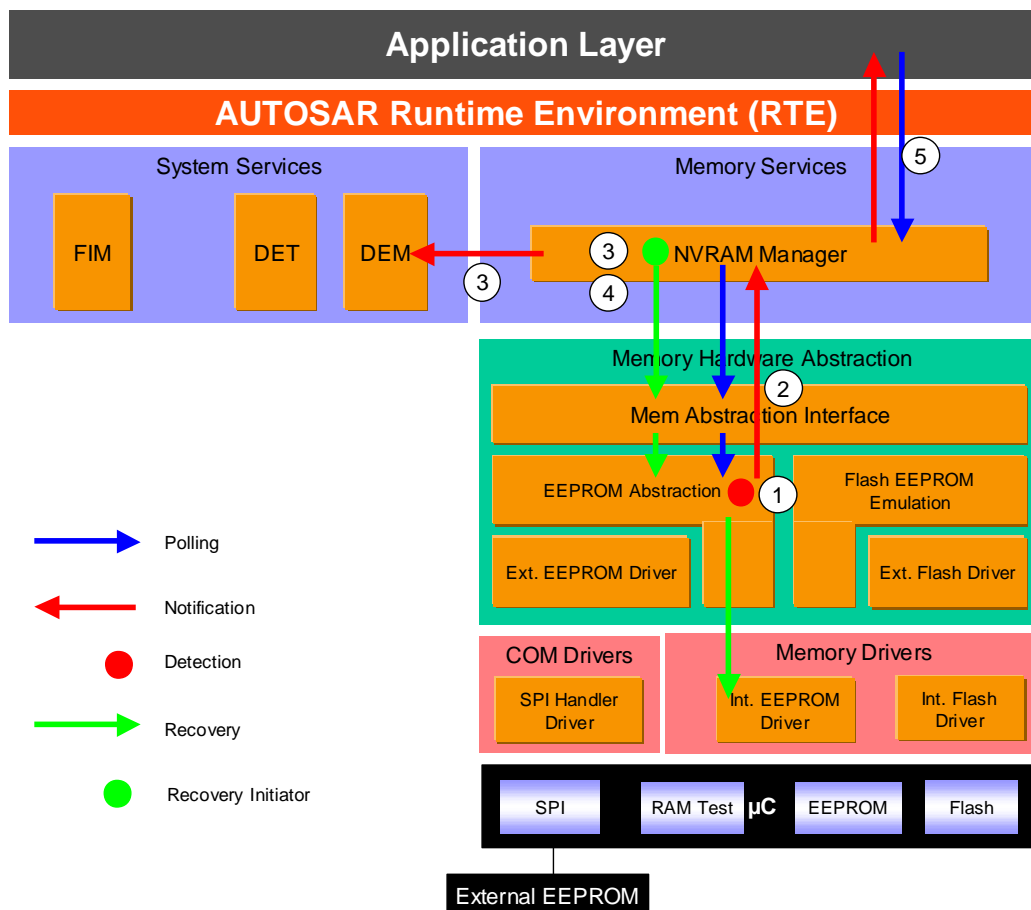 Application Layer
AUTOSAR Runtime Environment (RTE)
System Services
Memory Services
5
FIM
DET
DEM
3
NVRAM Manager
3
4
Memory Hardware Abstraction
2
Mem Abstraction Interface
EEPROM Abstraction
1
Flash EEPROM
Emulation
Ext. EEPROM Driver
Ext. Flash Driver
Polling
Notification
Detection
Recovery
Recovery Initiator
COM Drivers
Memory Drivers
SPI Handler
Driver
Int. EEPROM
Driver
Int. Flash
Driver
SPI
RAM Test
µC
EEPROM
Flash
External EEPROM